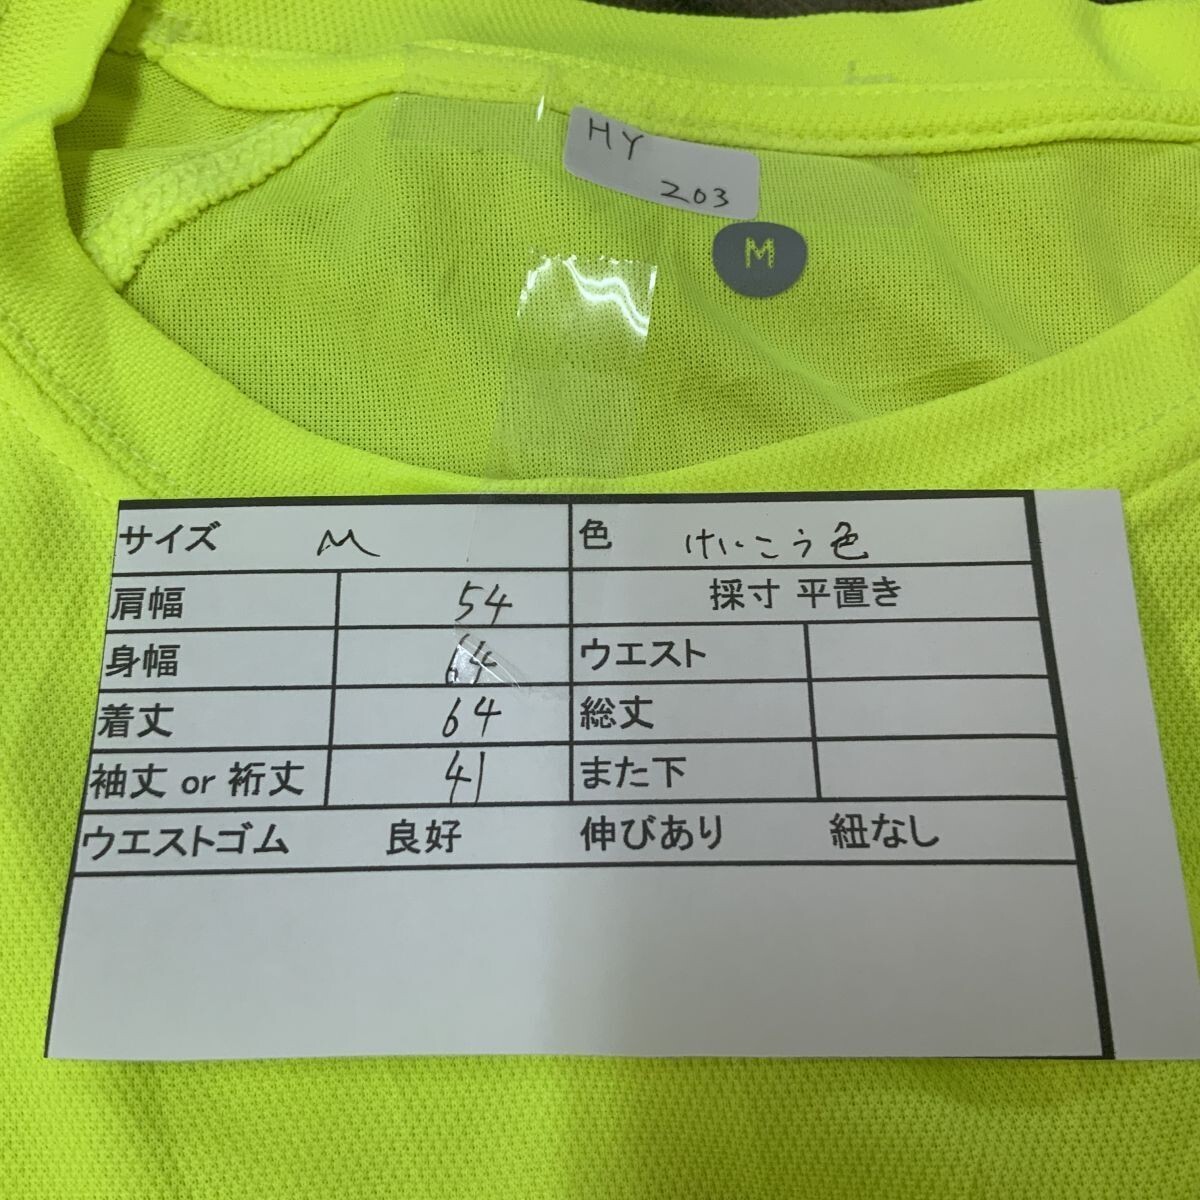 HY
203
M
サイズ M 色 けいこう色
肩幅 54 採寸 平置き
身幅 ウエスト
着丈 64 総丈
袖丈 or 裄丈 41 また下
ウエストゴム 良好 伸びあり 紐なし